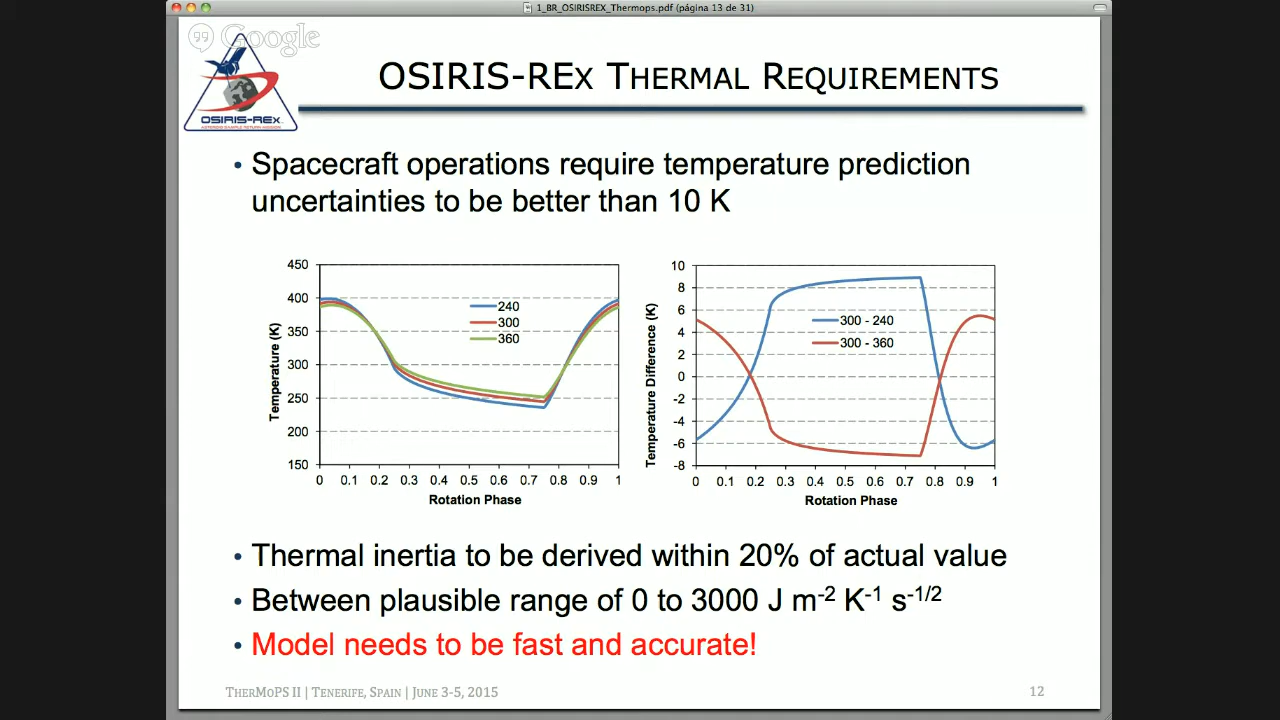 1_BR_OSIRISREX_Thermops.pdf (página 13 de 31)
Google
OSIRIS-REx
ASTEROID SAMPLE RETURN MISSION
OSIRIS-REx Thermal Requirements
• Spacecraft operations require temperature prediction
uncertainties to be better than 10 K
450
400
350
300
250
200
150
Temperature (K)
240
300
360
0 0.1 0.2 0.3 0.4 0.5 0.6 0.7 0.8 0.9 1
Rotation Phase
10
8
6
4
2
0
-2
-4
-6
-8
Temperature Difference (K)
300 - 240
300 - 360
0 0.1 0.2 0.3 0.4 0.5 0.6 0.7 0.8 0.9 1
Rotation Phase
• Thermal inertia to be derived within 20% of actual value
• Between plausible range of 0 to 3000 J m-2 K-1 s-1/2
• Model needs to be fast and accurate!
TherMoPS II | Tenerife, Spain | June 3-5, 2015
12